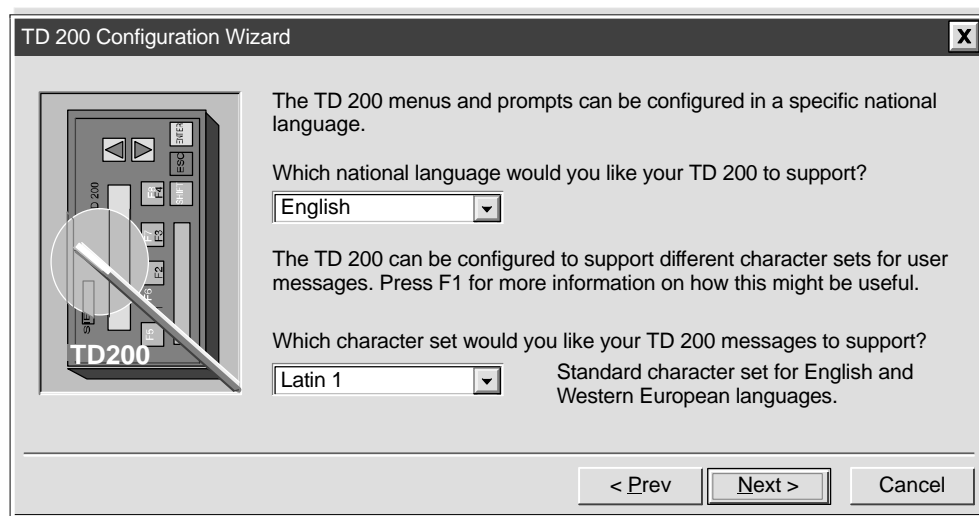 TD 200 Configuration Wizard
X
The TD 200 menus and prompts can be configured in a specific national
language.
Which national language would you like your TD 200 to support?
English
The TD 200 can be configured to support different character sets for user
messages. Press F1 for more information on how this might be useful.
Which character set would you like your TD 200 messages to support?
Latin 1
Standard character set for English and
Western European languages.
ENTER
ESC
SHIFT
F8
F4
F7
F3
F2
F6
F5
TD200
< Prev
Next >
Cancel